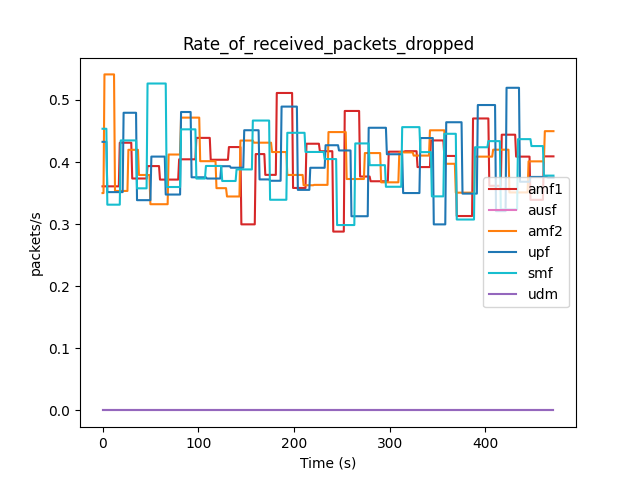 Rate_of_received_packets_dropped
packets/s
0.5
0.4
0.3
0.2
0.1
0.0
0
100
200
300
400
Time (s)
amf1
ausf
amf2
upf
smf
udm